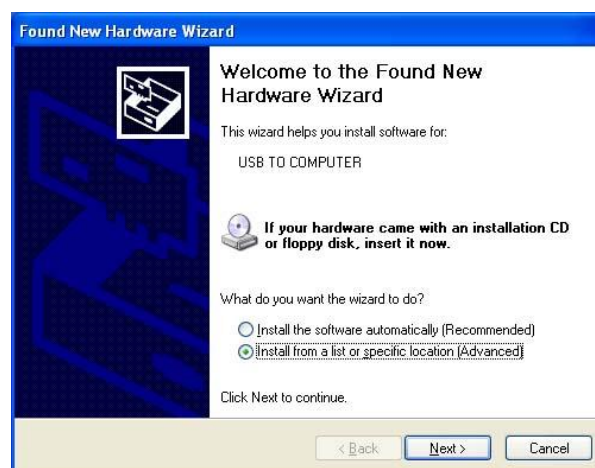 Found New Hardware Wizard
Welcome to the Found New
Hardware Wizard
This wizard helps you install software for:
USB TO COMPUTER
If your hardware came with an installation CD
or floppy disk, insert it now.
What do you want the wizard to do?
Install the software automatically (Recommended)
Install from a list or specific location (Advanced)
Click Next to continue.
< Back Next > Cancel